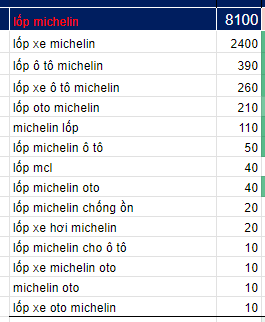 lốp michelin 8100
lốp xe michelin 2400
lốp ô tô michelin 390
lốp xe ô tô michelin 260
lốp oto michelin 210
michelin lốp 110
lốp michelin ô tô 50
lốp mcl 40
lốp michelin oto 40
lốp michelin chống ồn 20
lốp xe hơi michelin 20
lốp michelin cho ô tô 10
lốp xe michelin oto 10
michelin oto 10
lốp xe oto michelin 10